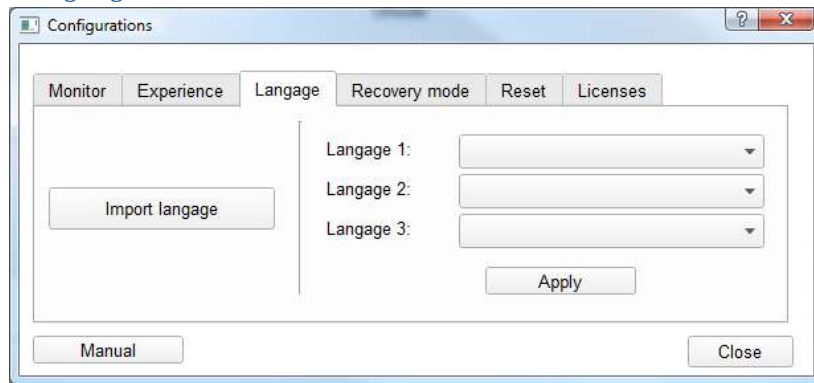 Configurations
Monitor Experience Langage Recovery mode Reset Licenses
Langage 1:
Langage 2:
Import langage
Langage 3:
Apply
Manual Close